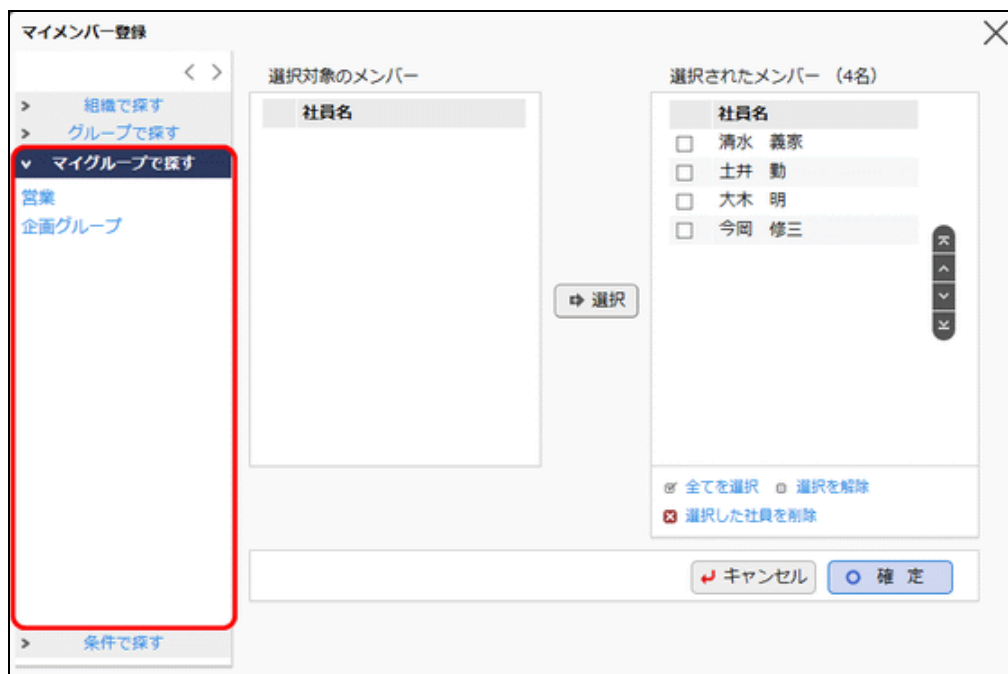 マイメンバー登録
組織で探す
グループで探す
マイグループで探す
営業
企画グループ
条件で探す
選択対象のメンバー
社員名
選択
選択されたメンバー （4名）
社員名
清水　義家
土井　勤
大木　明
今岡　修三
全てを選択 選択を解除
選択した社員を削除
キャンセル 確 定